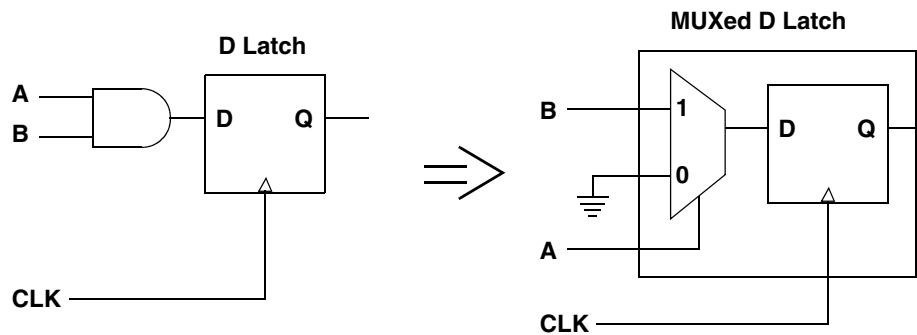 D Latch
A
B
D Q
CLK
MUXed D Latch
B
1
0
D Q
A
CLK